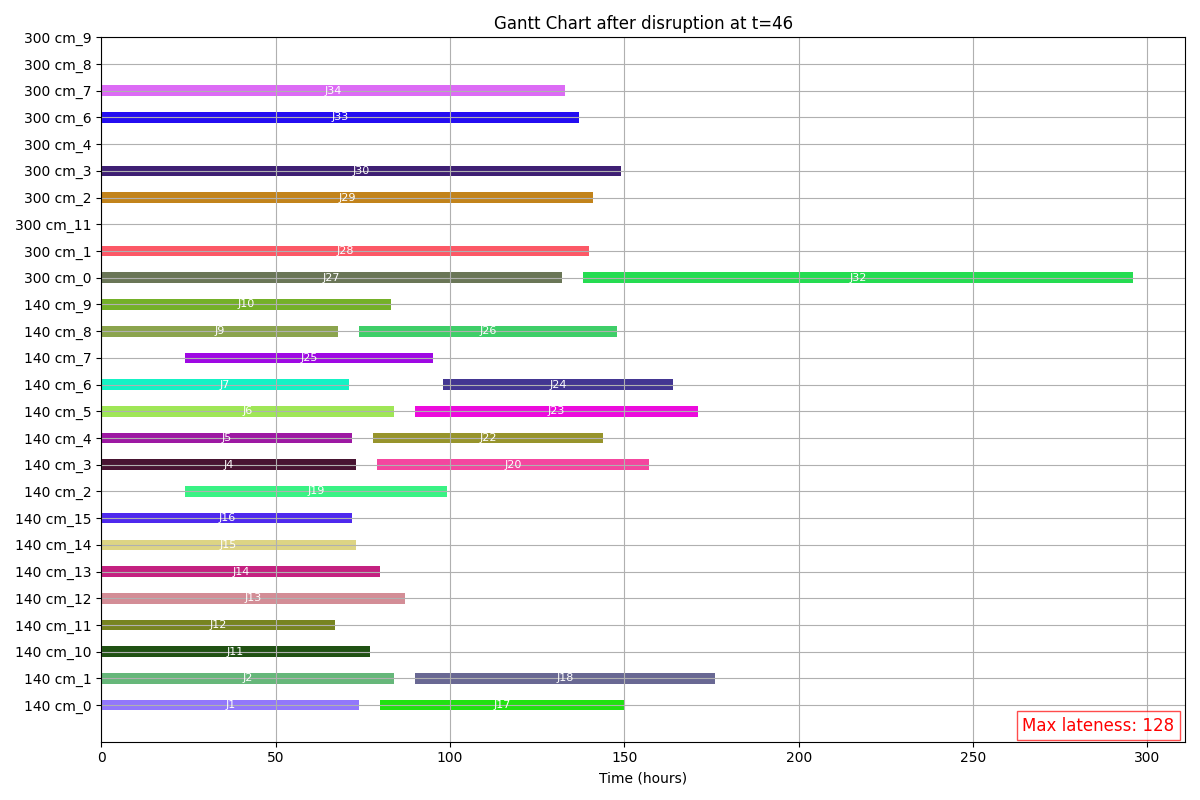 Gantt Chart after disruption at t=46
300 cm_9
300 cm_8
300 cm_7 J34
300 cm_6 J33
300 cm_4
300 cm_3 J30
300 cm_2 J29
300 cm_11
300 cm_1 J28
300 cm_0 J27 J32
140 cm_9 J10
140 cm_8 J9 J26
140 cm_7 J25
140 cm_6 J7 J24
140 cm_5 J6 J23
140 cm_4 J5 J22
140 cm_3 J4 J20
140 cm_2 J19
140 cm_15 J16
140 cm_14 J15
140 cm_13 J14
140 cm_12 J13
140 cm_11 J12
140 cm_10 J11
140 cm_1 J2 J18
140 cm_0 J1 J17
Max lateness: 128
0 50 100 150 200 250 300
Time (hours)